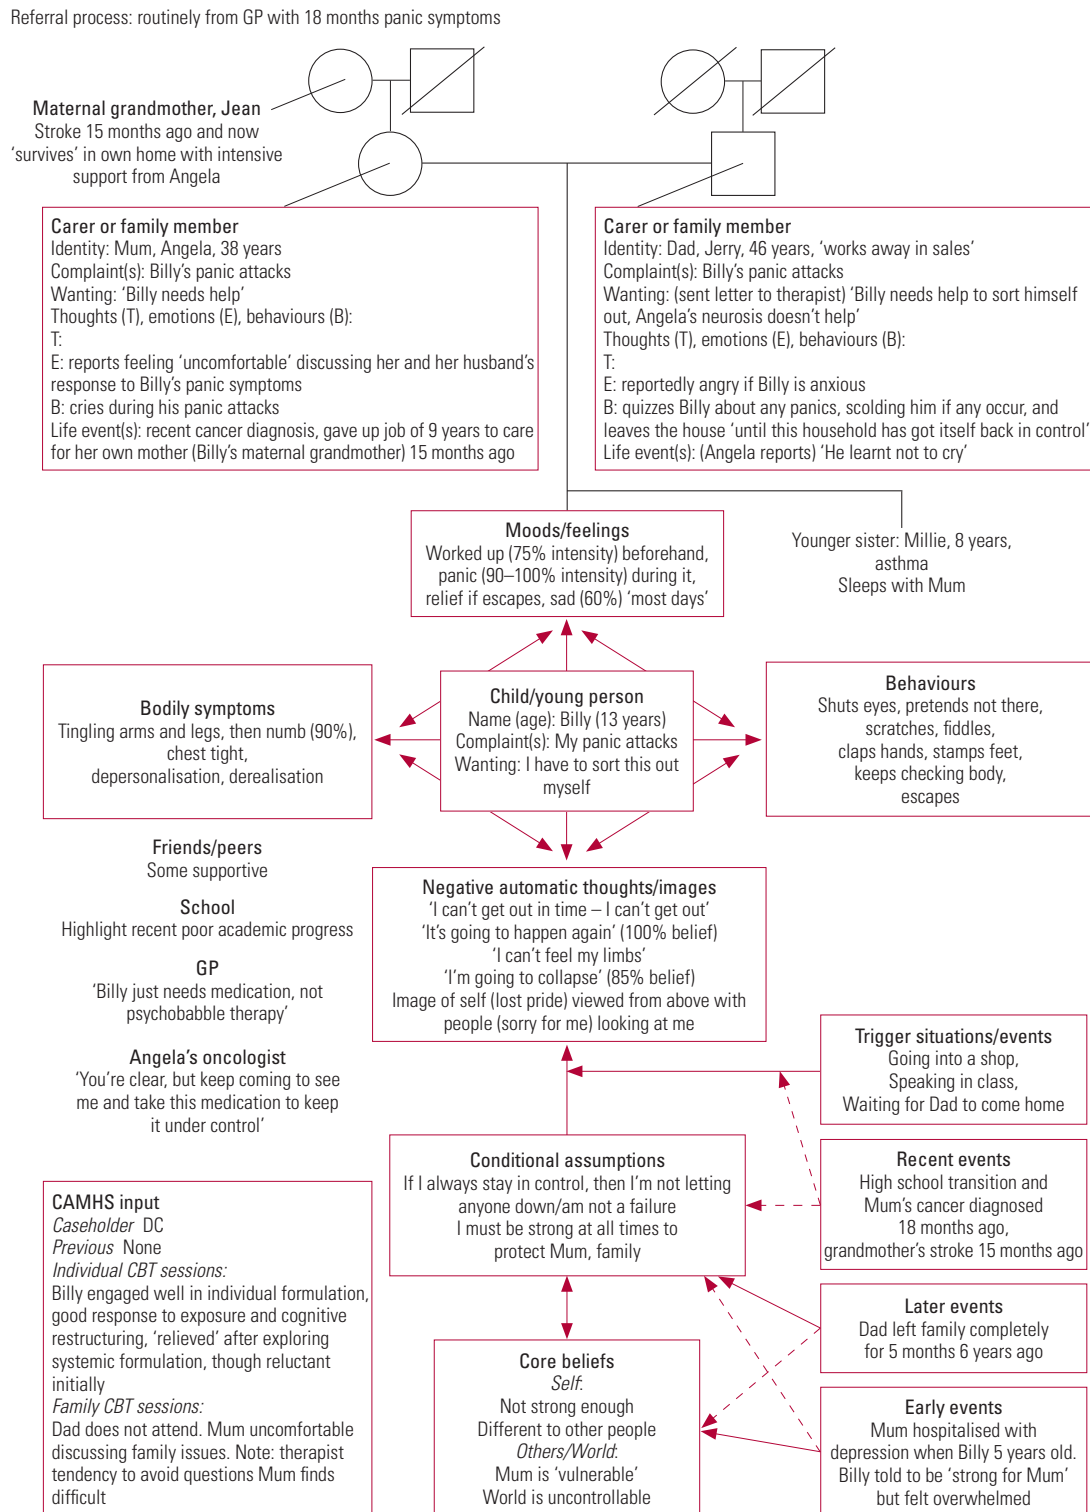 Referral process: routinely from GP with 18 months panic symptoms
Maternal grandmother, Jean
Stroke 15 months ago and now
‘survives’ in own home with intensive
support from Angela
Carer or family member
Identity: Mum, Angela, 38 years
Complaint(s): Billy’s panic attacks
Wanting: ‘Billy needs help’
Thoughts (T), emotions (E), behaviours (B):
T:
E: reports feeling ‘uncomfortable’ discussing her and her husband’s
response to Billy’s panic symptoms
B: cries during his panic attacks
Life event(s): recent cancer diagnosis, gave up job of 9 years to care
for her own mother (Billy’s maternal grandmother) 15 months ago
Carer or family member
Identity: Dad, Jerry, 46 years, ‘works away in sales’
Complaint(s): Billy’s panic attacks
Wanting: (sent letter to therapist) ‘Billy needs help to sort himself
out, Angela’s neurosis doesn’t help’
Thoughts (T), emotions (E), behaviours (B):
T:
E: reportedly angry if Billy is anxious
B: quizzes Billy about any panics, scolding him if any occur, and
leaves the house ‘until this household has got itself back in control’
Life event(s): (Angela reports) ‘He learnt not to cry’
Moods/feelings
Worked up (75% intensity) beforehand,
panic (90–100% intensity) during it,
relief if escapes, sad (60%) ‘most days’
Younger sister: Millie, 8 years,
asthma
Sleeps with Mum
Bodily symptoms
Tingling arms and legs, then numb (90%),
chest tight,
depersonalisation, derealisation
Child/young person
Name (age): Billy (13 years)
Complaint(s): My panic attacks
Wanting: I have to sort this out
myself
Behaviours
Shuts eyes, pretends not there,
scratches, fiddles,
claps hands, stamps feet,
keeps checking body,
escapes
Friends/peers
Some supportive
School
Highlight recent poor academic progress
GP
‘Billy just needs medication, not
psychobabble therapy’
Angela’s oncologist
‘You’re clear, but keep coming to see
me and take this medication to keep
it under control’
Negative automatic thoughts/images
‘I can’t get out in time – I can’t get out’
‘It’s going to happen again’ (100% belief)
‘I can’t feel my limbs’
‘I’m going to collapse’ (85% belief)
Image of self (lost pride) viewed from above with
people (sorry for me) looking at me
Trigger situations/events
Going into a shop,
Speaking in class,
Waiting for Dad to come home
Conditional assumptions
If I always stay in control, then I’m not letting
anyone down/am not a failure
I must be strong at all times to
protect Mum, family
Recent events
High school transition and
Mum’s cancer diagnosed
18 months ago,
grandmother’s stroke 15 months ago
CAMHS input
Caseholder DC
Previous None
Individual CBT sessions:
Billy engaged well in individual formulation,
good response to exposure and cognitive
restructuring, ‘relieved’ after exploring
systemic formulation, though reluctant
initially
Family CBT sessions:
Dad does not attend. Mum uncomfortable
discussing family issues. Note: therapist
tendency to avoid questions Mum finds
difficult
Later events
Dad left family completely
for 5 months 6 years ago
Core beliefs
Self:
Not strong enough
Different to other people
Others/World:
Mum is ‘vulnerable’
World is uncontrollable
Early events
Mum hospitalised with
depression when Billy 5 years old.
Billy told to be ‘strong for Mum‘
but felt overwhelmed